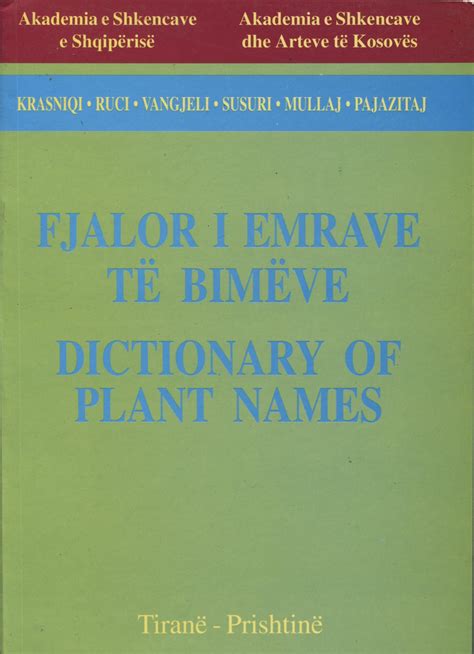 Akademia e Shkencave
e Shqipërisë
Akademia e Shkencave
dhe Arteve të Kosovës
KRASNIQI • RUCI • VANGJELI • SUSURI • MULLAJ • PAJAZITAJ
FJALOR I EMRAVE
TË BIMËVE
DICTIONARY OF
PLANT NAMES
Tiranë - Prishtinë